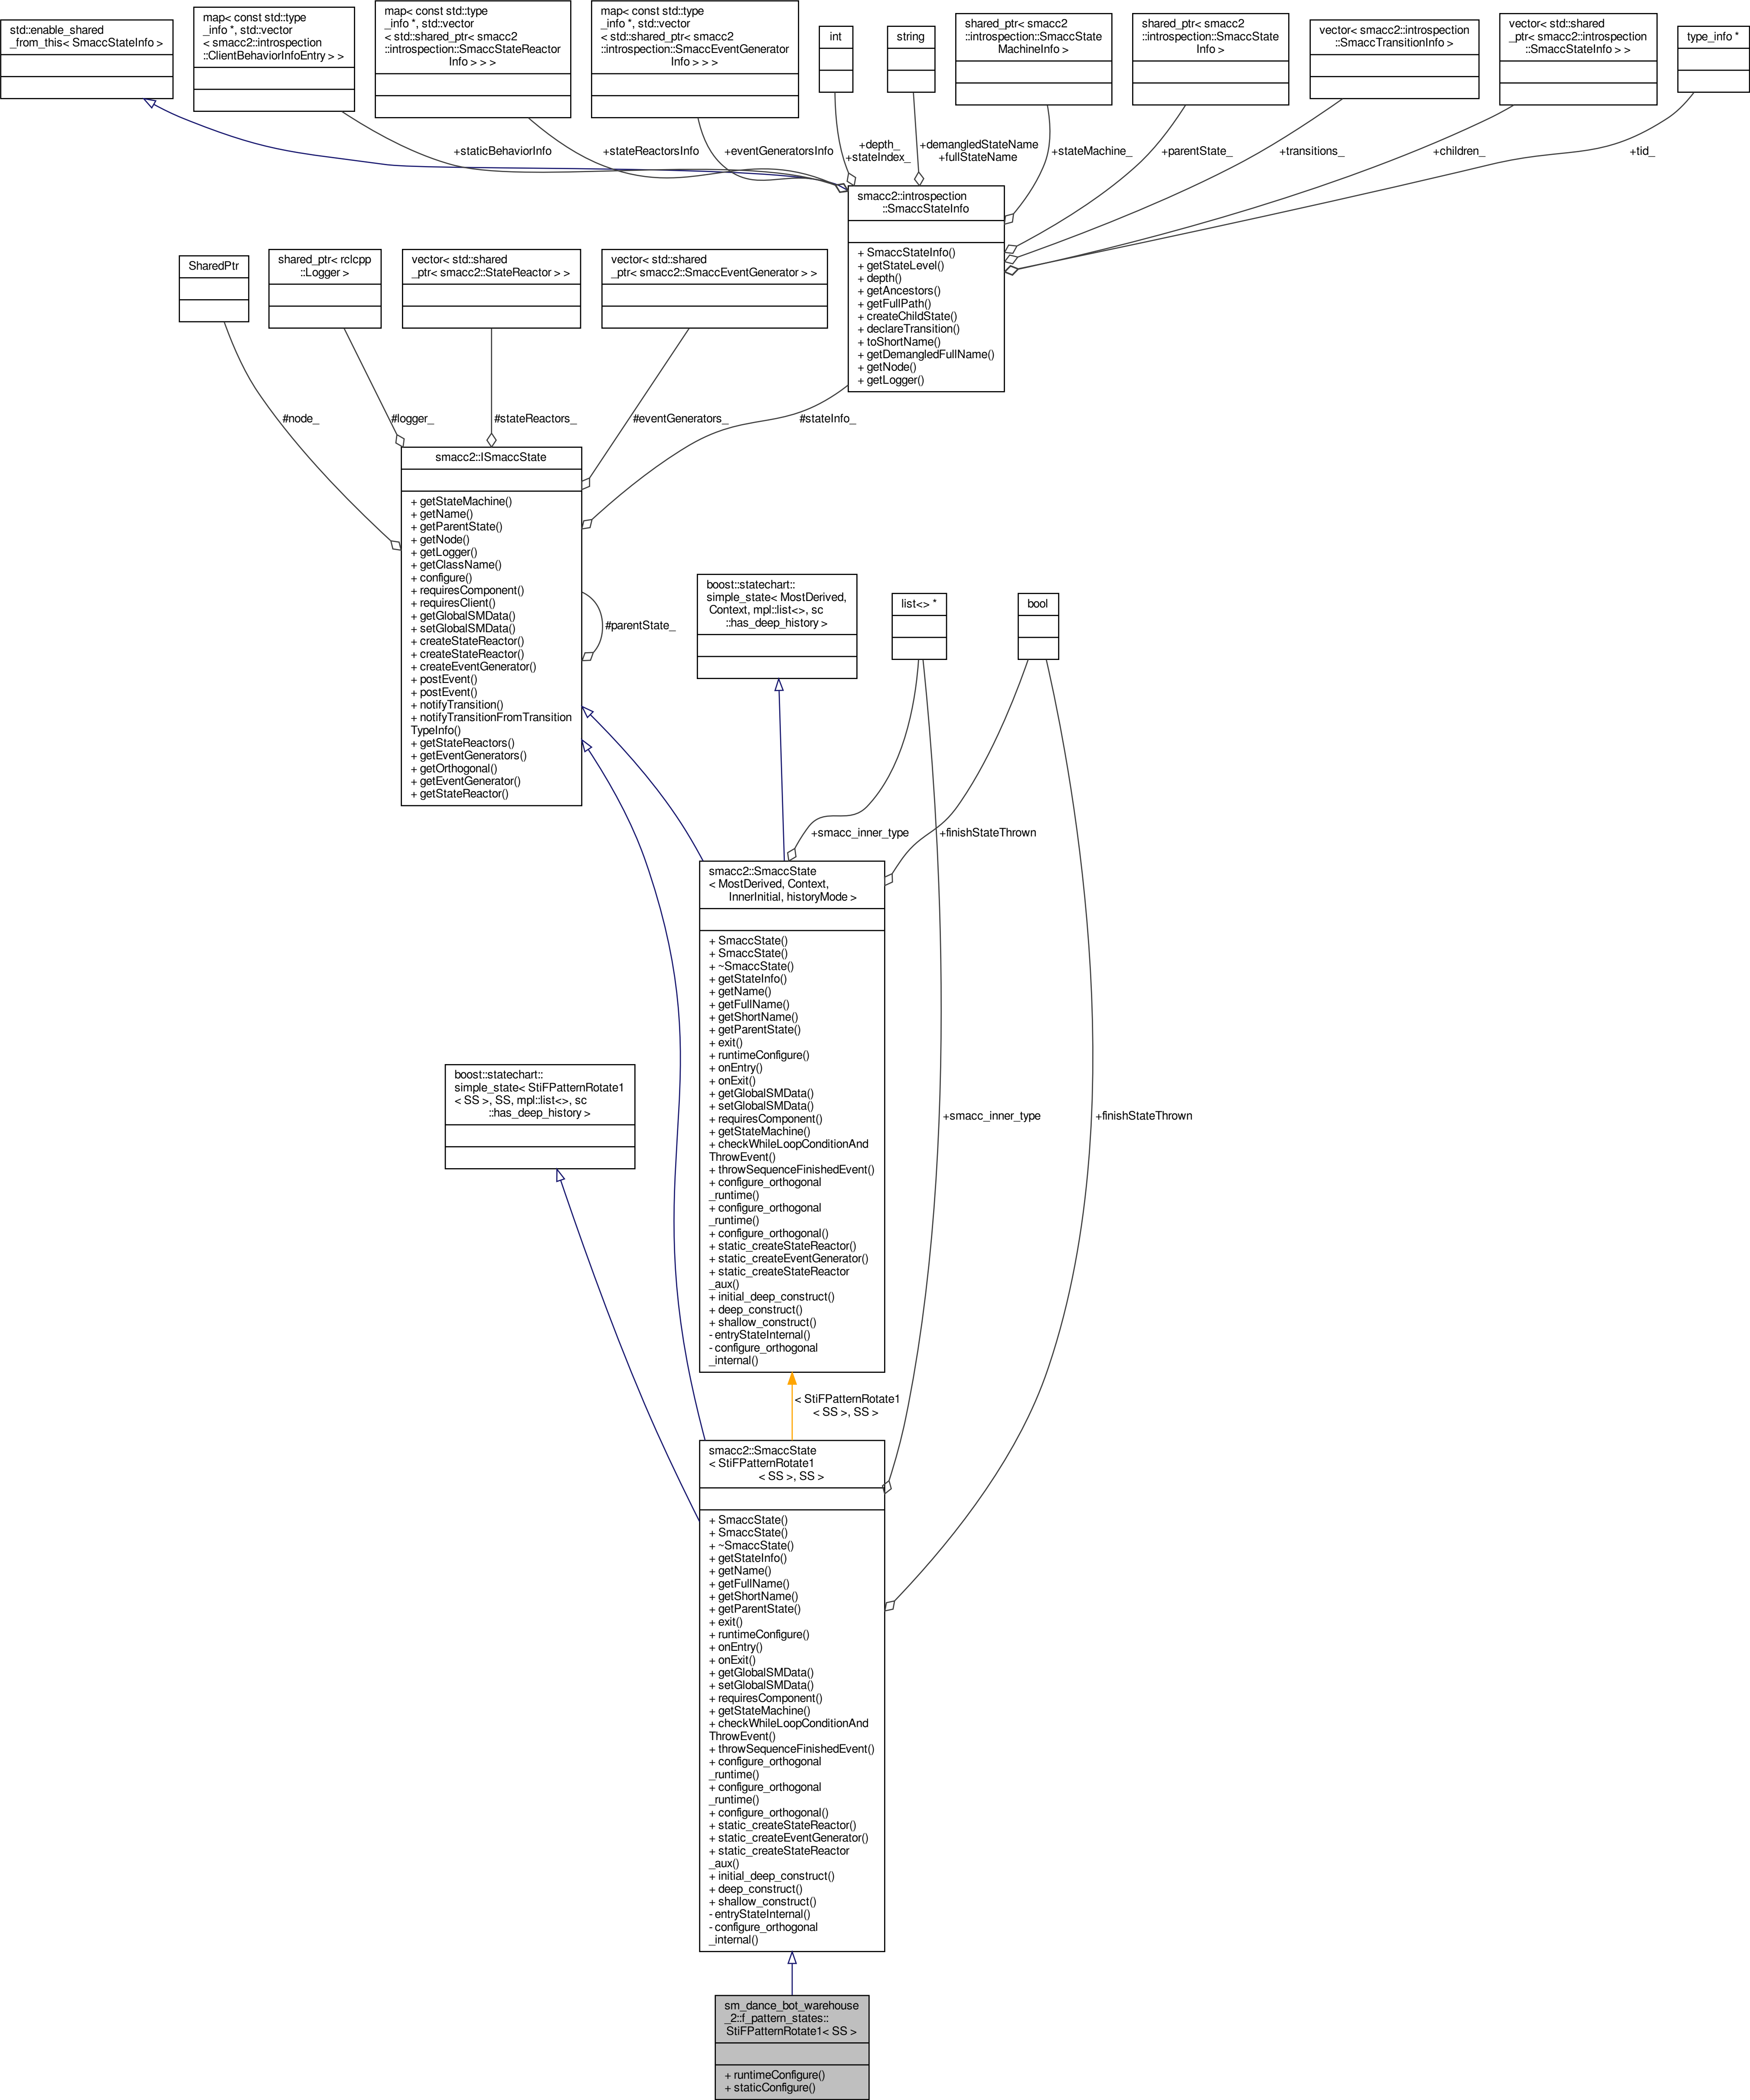 std::enable_shared
_from_this< SmaccStateInfo >
map< const std::type
_info *, std::vector
< smacc2::introspection
::ClientBehaviorInfoEntry > >
map< const std::type
_info *, std::vector
< std::shared_ptr< smacc2
::introspection::SmaccStateReactor
Info > > >
map< const std::type
_info *, std::vector
< std::shared_ptr< smacc2
::introspection::SmaccEventGenerator
Info > > >
int
string
shared_ptr< smacc2
::introspection::SmaccState
MachineInfo >
shared_ptr< smacc2
::introspection::SmaccState
Info >
vector< smacc2::introspection
::SmaccTransitionInfo >
vector< std::shared
_ptr< smacc2::introspection
::SmaccStateInfo > >
type_info *
+staticBehaviorInfo
+stateReactorsInfo
+eventGeneratorsInfo
+depth_
+stateIndex_
+demangledStateName
+fullStateName
+stateMachine_
+parentState_
+transitions_
+children_
+tid_
smacc2::introspection
::SmaccStateInfo
+ SmaccStateInfo()
+ getStateLevel()
+ depth()
+ getAncestors()
+ getFullPath()
+ createChildState()
+ declareTransition()
+ toShortName()
+ getDemangledFullName()
+ getNode()
+ getLogger()
SharedPtr
shared_ptr< rclcpp
::Logger >
vector< std::shared
_ptr< smacc2::StateReactor > >
vector< std::shared
_ptr< smacc2::SmaccEventGenerator > >
#node_
#logger_
#stateReactors_
#eventGenerators_
#stateInfo_
smacc2::ISmaccState
+ getStateMachine()
+ getName()
+ getParentState()
+ getNode()
+ getLogger()
+ getClassName()
+ configure()
+ requiresComponent()
+ requiresClient()
+ getGlobalSMData()
+ setGlobalSMData()
+ createStateReactor()
+ createStateReactor()
+ createEventGenerator()
+ postEvent()
+ postEvent()
+ notifyTransition()
+ notifyTransitionFromTransition
TypeInfo()
+ getStateReactors()
+ getEventGenerators()
+ getOrthogonal()
+ getEventGenerator()
+ getStateReactor()
#parentState_
boost::statechart::
simple_state< MostDerived,
Context, mpl::list<>, sc
::has_deep_history >
list<> *
bool
+smacc_inner_type
+finishStateThrown
smacc2::SmaccState
< MostDerived, Context,
InnerInitial, historyMode >
+ SmaccState()
+ SmaccState()
+ ~SmaccState()
+ getStateInfo()
+ getName()
+ getFullName()
+ getShortName()
+ getParentState()
+ exit()
+ runtimeConfigure()
+ onEntry()
+ onExit()
+ getGlobalSMData()
+ setGlobalSMData()
+ requiresComponent()
+ getStateMachine()
+ checkWhileLoopConditionAnd
ThrowEvent()
+ throwSequenceFinishedEvent()
+ configure_orthogonal
_runtime()
+ configure_orthogonal
_runtime()
+ configure_orthogonal()
+ static_createStateReactor()
+ static_createEventGenerator()
+ static_createStateReactor
_aux()
+ initial_deep_construct()
+ deep_construct()
+ shallow_construct()
- entryStateInternal()
- configure_orthogonal
_internal()
boost::statechart::
simple_state< StiFPatternRotate1
< SS >, SS, mpl::list<>, sc
::has_deep_history >
+smacc_inner_type
+finishStateThrown
< StiFPatternRotate1
< SS >, SS >
smacc2::SmaccState
< StiFPatternRotate1
< SS >, SS >
+ SmaccState()
+ SmaccState()
+ ~SmaccState()
+ getStateInfo()
+ getName()
+ getFullName()
+ getShortName()
+ getParentState()
+ exit()
+ runtimeConfigure()
+ onEntry()
+ onExit()
+ getGlobalSMData()
+ setGlobalSMData()
+ requiresComponent()
+ getStateMachine()
+ checkWhileLoopConditionAnd
ThrowEvent()
+ throwSequenceFinishedEvent()
+ configure_orthogonal
_runtime()
+ configure_orthogonal
_runtime()
+ configure_orthogonal()
+ static_createStateReactor()
+ static_createEventGenerator()
+ static_createStateReactor
_aux()
+ initial_deep_construct()
+ deep_construct()
+ shallow_construct()
- entryStateInternal()
- configure_orthogonal
_internal()
sm_dance_bot_warehouse
_2::f_pattern_states::
StiFPatternRotate1< SS >
+ runtimeConfigure()
+ staticConfigure()